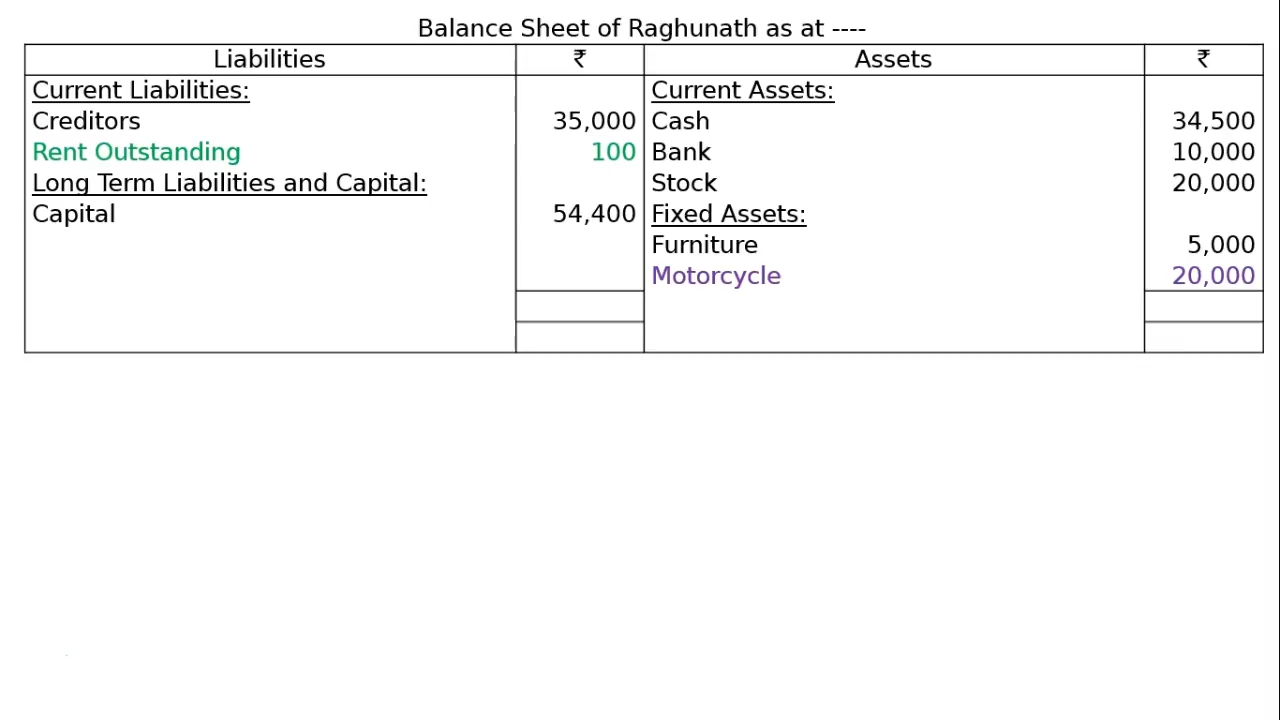 Balance Sheet of Raghunath as at ----
Liabilities ₹ Assets ₹
Current Liabilities: Current Assets:
Creditors 35,000 Cash 34,500
Rent Outstanding 100 Bank 10,000
Long Term Liabilities and Capital: Stock 20,000
Capital 54,400 Fixed Assets:
Furniture 5,000
Motorcycle 20,000